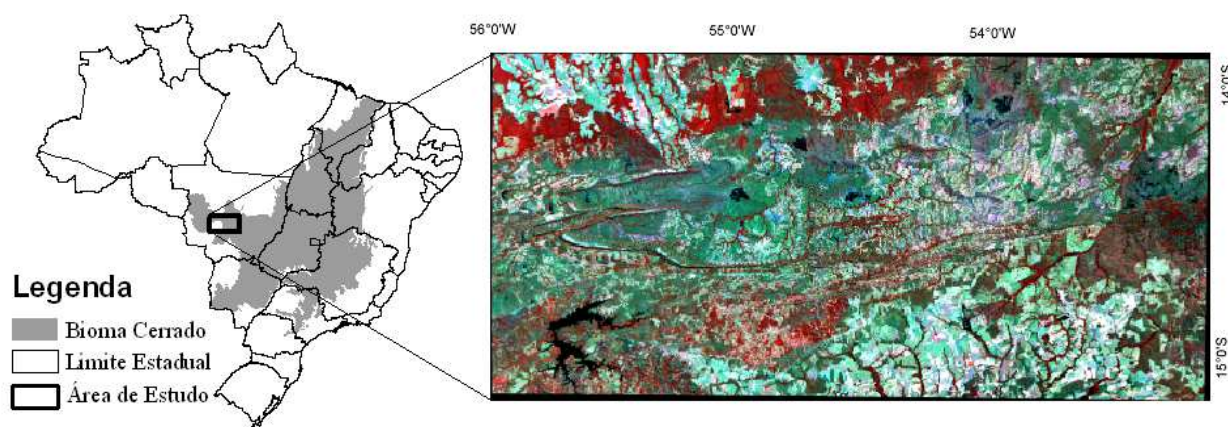 56°0'W
55°0'W
54°0'W
14°0'S
15°0'S
Legenda
Bioma Cerrado
Limite Estadual
Área de Estudo